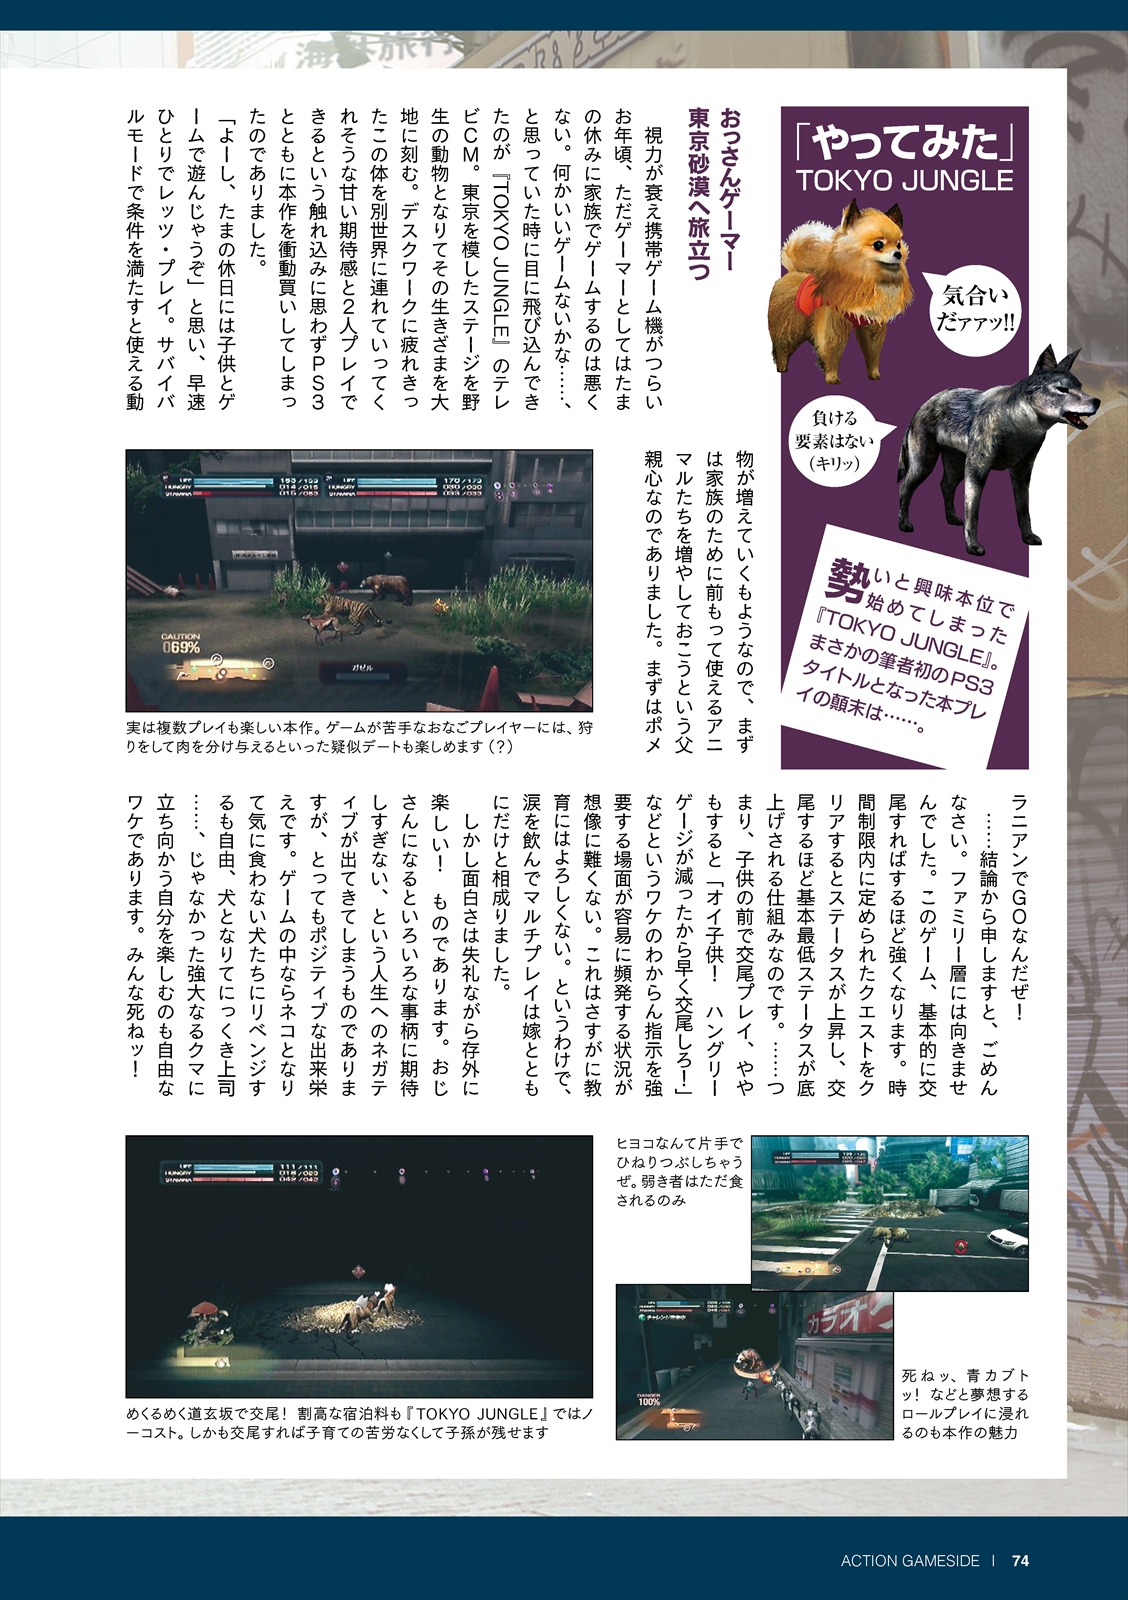 「やってみた」
TOKYO JUNGLE
気合い
だァァッ!!
負ける
要素はない
（キリッ）
勢いと興味本位で
始めてしまった
『TOKYO JUNGLE』。
まさかの筆者初のPS3
タイトルとなった本プレ
イの顛末は……。
おっさんゲーマー
東京砂漠へ旅立つ
視力が衰え携帯ゲーム機がつらい
お年頃、ただゲーマーとしてはたま
の休みに家族でゲームするのは悪く
ない。何かいいゲームないかな……、
と思っていた時に目に飛び込んでき
たのが『TOKYO JUNGLE』のテレ
ビCM。東京を模したステージを野
生の動物となりてその生きざまを大
地に刻む。デスクワークに疲れきっ
たこの体を別世界に連れていってく
れそうな甘い期待感と2人プレイで
きるという触れ込みに思わずPS3
とともに本作を衝動買いしてしまっ
たのでありました。
「よーし、たまの休日には子供とゲ
ームで遊んじゃうぞ」と思い、早速
ひとりでレッツ・プレイ。サバイバ
ルモードで条件を満たすと使える動
物が増えていくもようなので、まず
は家族のために前もって使えるアニ
マルたちを増やしておこうという父
親心なのでありました。まずはポメ
LIFE
HUNGRY
STAMINA
CAUTION
069%
ガゼル
実は複数プレイも楽しい本作。ゲームが苦手なおなごプレイヤーには、狩
りをして肉を分け与えるといった疑似デートも楽しめます（？）
ラニアンでGOなんだぜ！
……結論から申しますと、ごめん
なさい。ファミリー層には向きませ
んでした。このゲーム、基本的に交
尾すればするほど強くなります。時
間制限内に定められたクエストをク
リアするとステータスが上昇し、交
尾するほど基本最低ステータスが底
上げされる仕組みなのです。……つ
まり、子供の前で交尾プレイ、やや
もすると「オイ子供！　ハングリー
ゲージが減ったから早く交尾しろ！」
などというワケのわからん指示を強
要する場面が容易に頻発する状況が
想像に難くない。これはさすがに教
育にはよろしくない。というわけで、
涙を飲んでマルチプレイは嫁ととも
にだけと相成りました。
しかし面白さは失礼ながら存外に
楽しい！　ものであります。おじ
さんになるといろいろな事柄に期待
しすぎない、という人生へのネガテ
ィブが出てきてしまうものでありま
すが、とってもポジティブな出来栄
えです。ゲームの中ならネコとなり
て気に食わない犬たちにリベンジす
るも自由、犬となりてにっくき上司
……、じゃなかった強大なるクマに
立ち向かう自分を楽しむのも自由な
ワケであります。みんな死ねッ！
ヒヨコなんて片手で
ひねりつぶしちゃう
ぜ。弱き者はただ食
されるのみ
LIFE 111/111
HUNGRY
STAMINA
めくるめく道玄坂で交尾！ 割高な宿泊料も『TOKYO JUNGLE』ではノ
ーコスト。しかも交尾すれば子育ての苦労なくして子孫が残せます
カラオケ
DANGER
100%
死ねッ、青カブト
ッ！ などと夢想する
ロールプレイに浸れ
るのも本作の魅力
ACTION GAMESIDE | 74